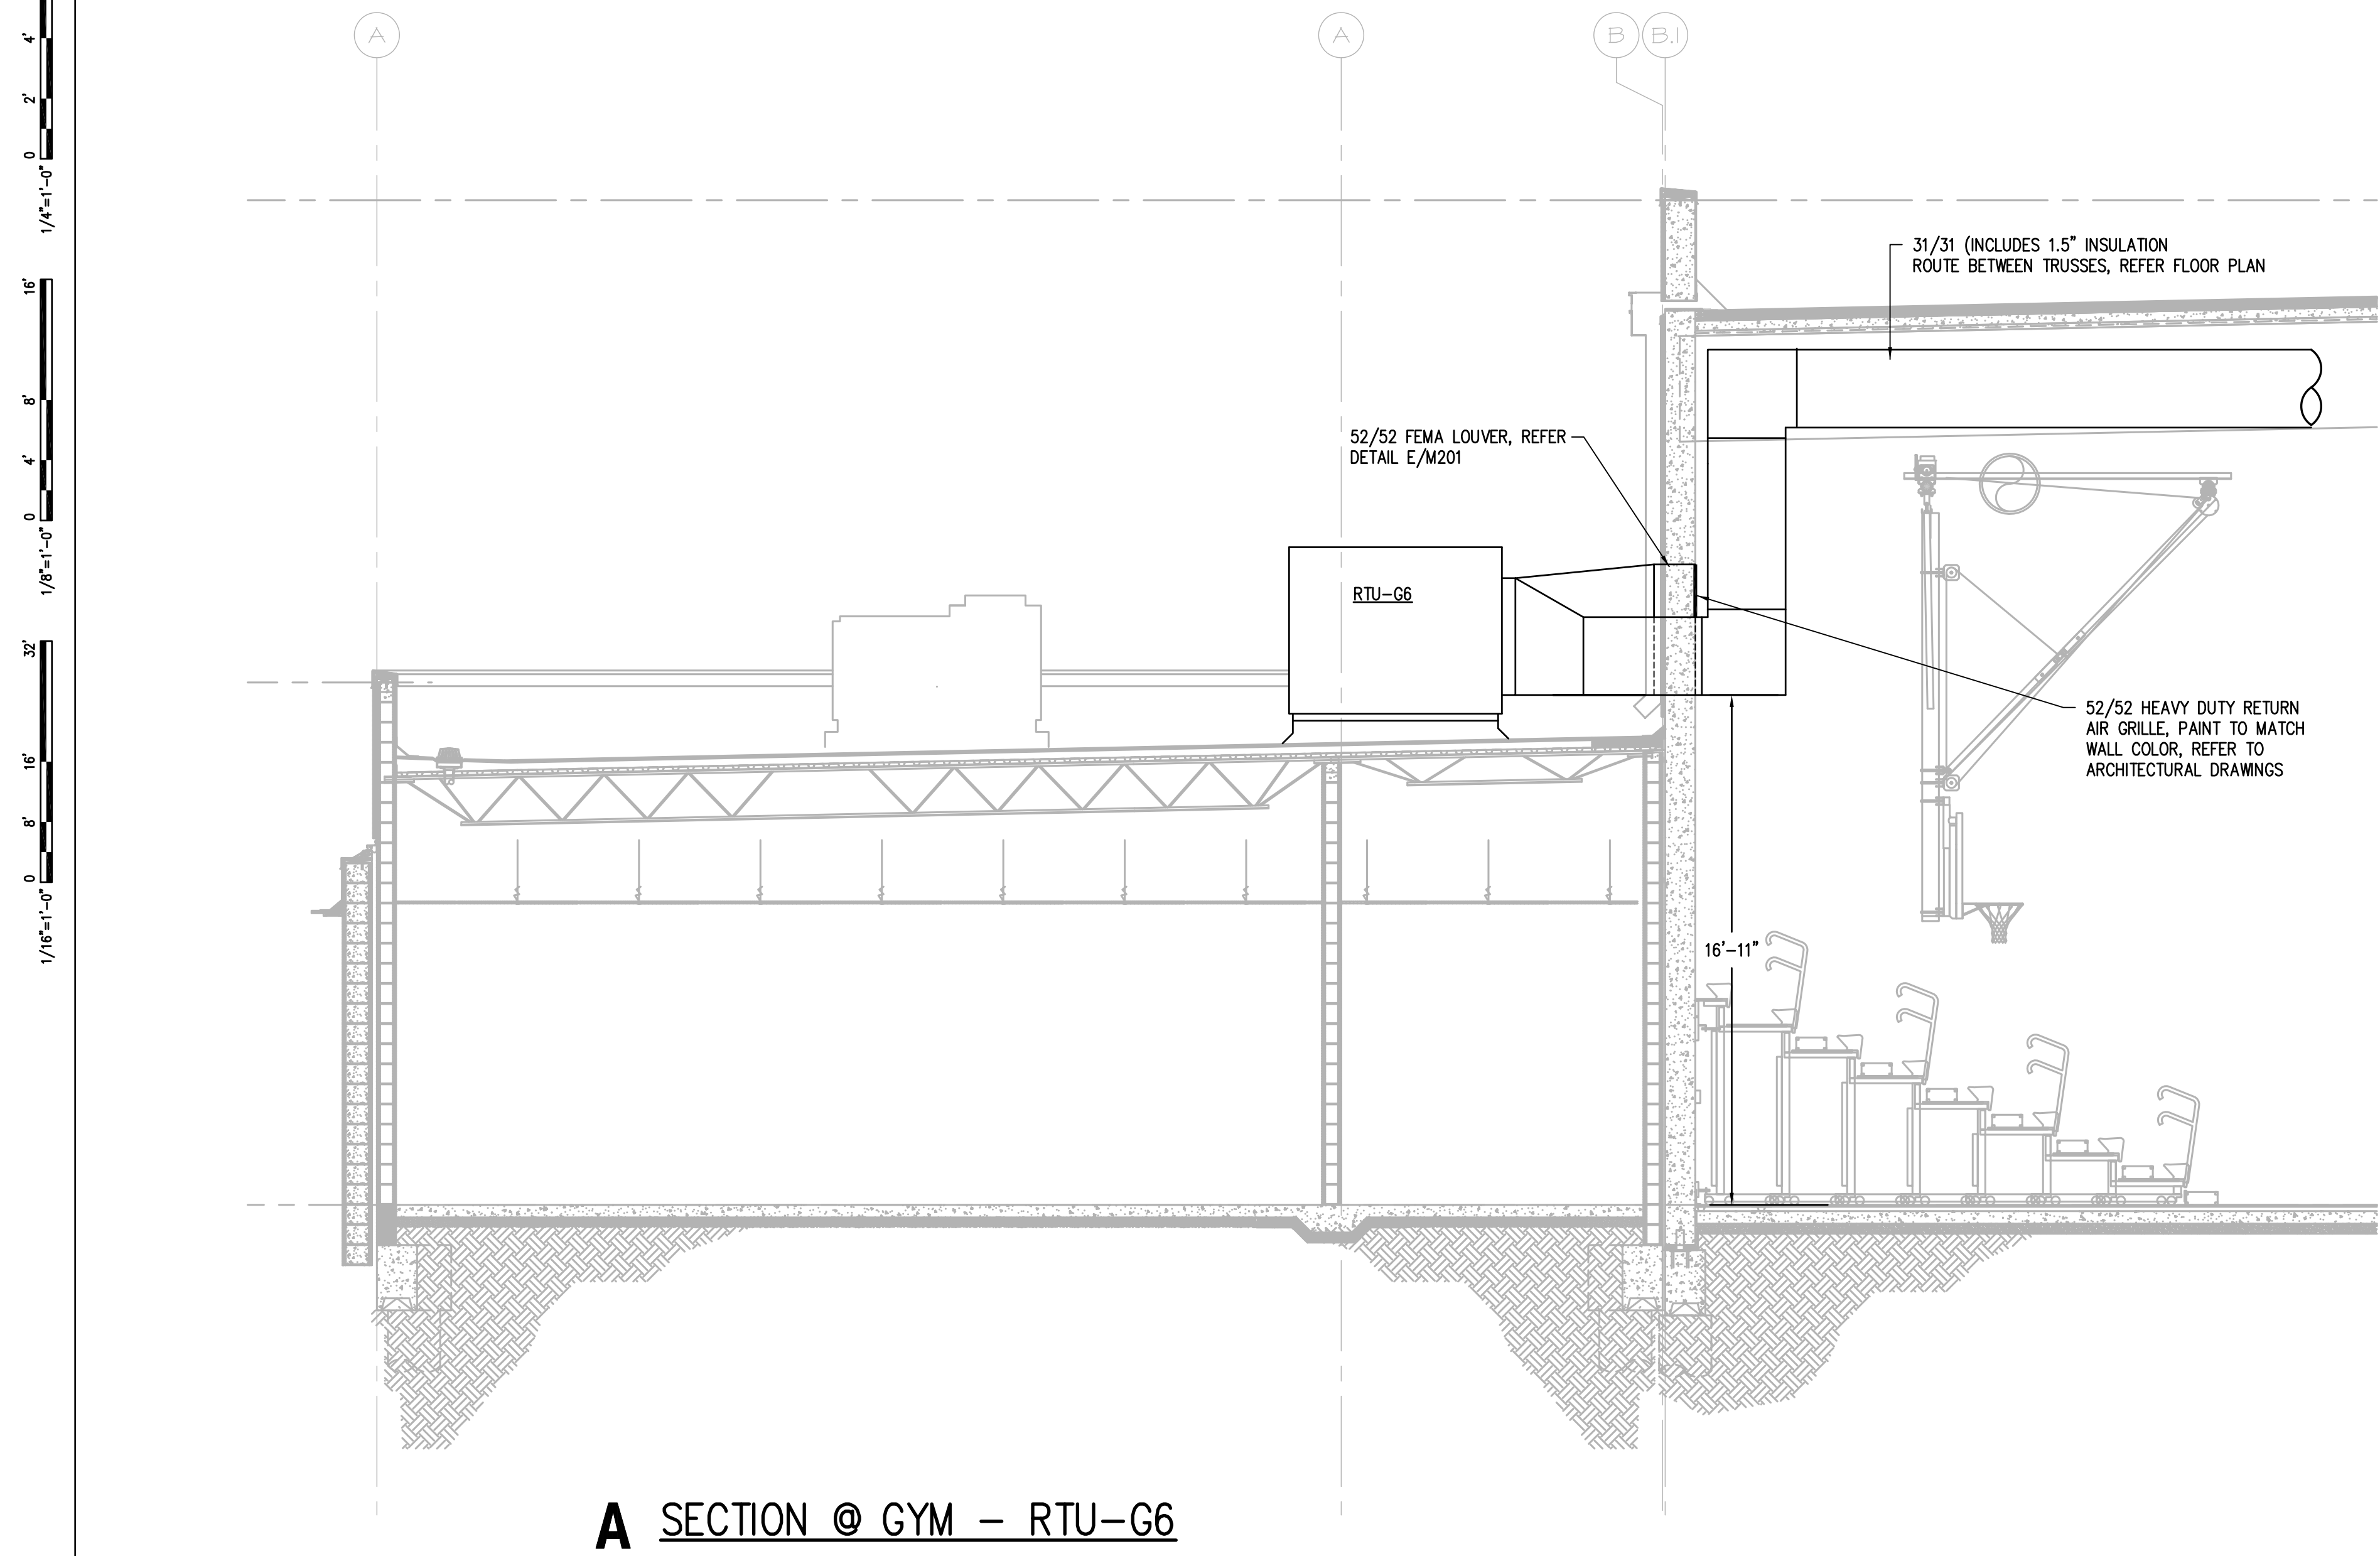 A
A
B
B.1
4'
2'
0
1/4"=1'-0"
16'
8'
4'
0
1/8"=1'-0"
32'
16'
8'
0
1/16"=1'-0"
31/31 (INCLUDES 1.5" INSULATION
ROUTE BETWEEN TRUSSES, REFER FLOOR PLAN
52/52 FEMA LOUVER, REFER
DETAIL E/M201
RTU-G6
52/52 HEAVY DUTY RETURN
AIR GRILLE, PAINT TO MATCH
WALL COLOR, REFER TO
ARCHITECTURAL DRAWINGS
16'-11"
A SECTION @ GYM - RTU-G6